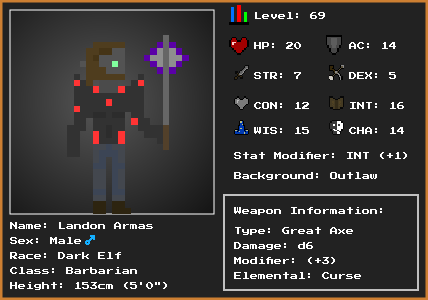 Level: 69
HP: 20
AC: 14
STR: 7
DEX: 5
CON: 12
INT: 16
WIS: 15
CHA: 14
Stat Modifier: INT (+1)
Background: Outlaw
Name: Landon Armas
Sex: Male
Race: Dark Elf
Class: Barbarian
Height: 153cm (5'0")
Weapon Information:
Type: Great Axe
Damage: d6
Modifier: (+3)
Elemental: Curse